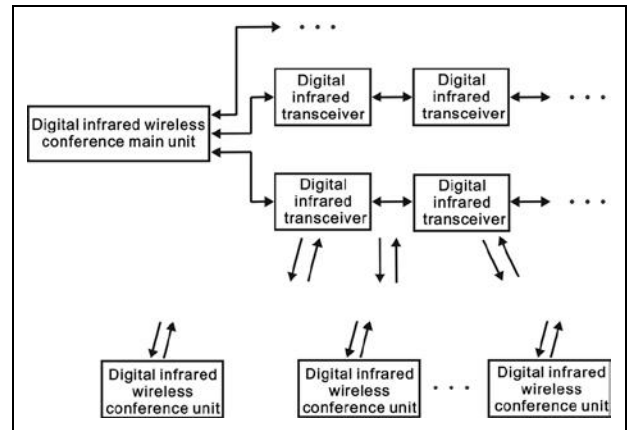 Digital infrared wireless
conference main unit
Digital
infrared
transceiver
Digital
infrared
transceiver
Digital
infrared
transceiver
Digital
infrared
transceiver
Digital infrared
wireless
conference unit
Digital infrared
wireless
conference unit
Digital infrared
wireless
conference unit